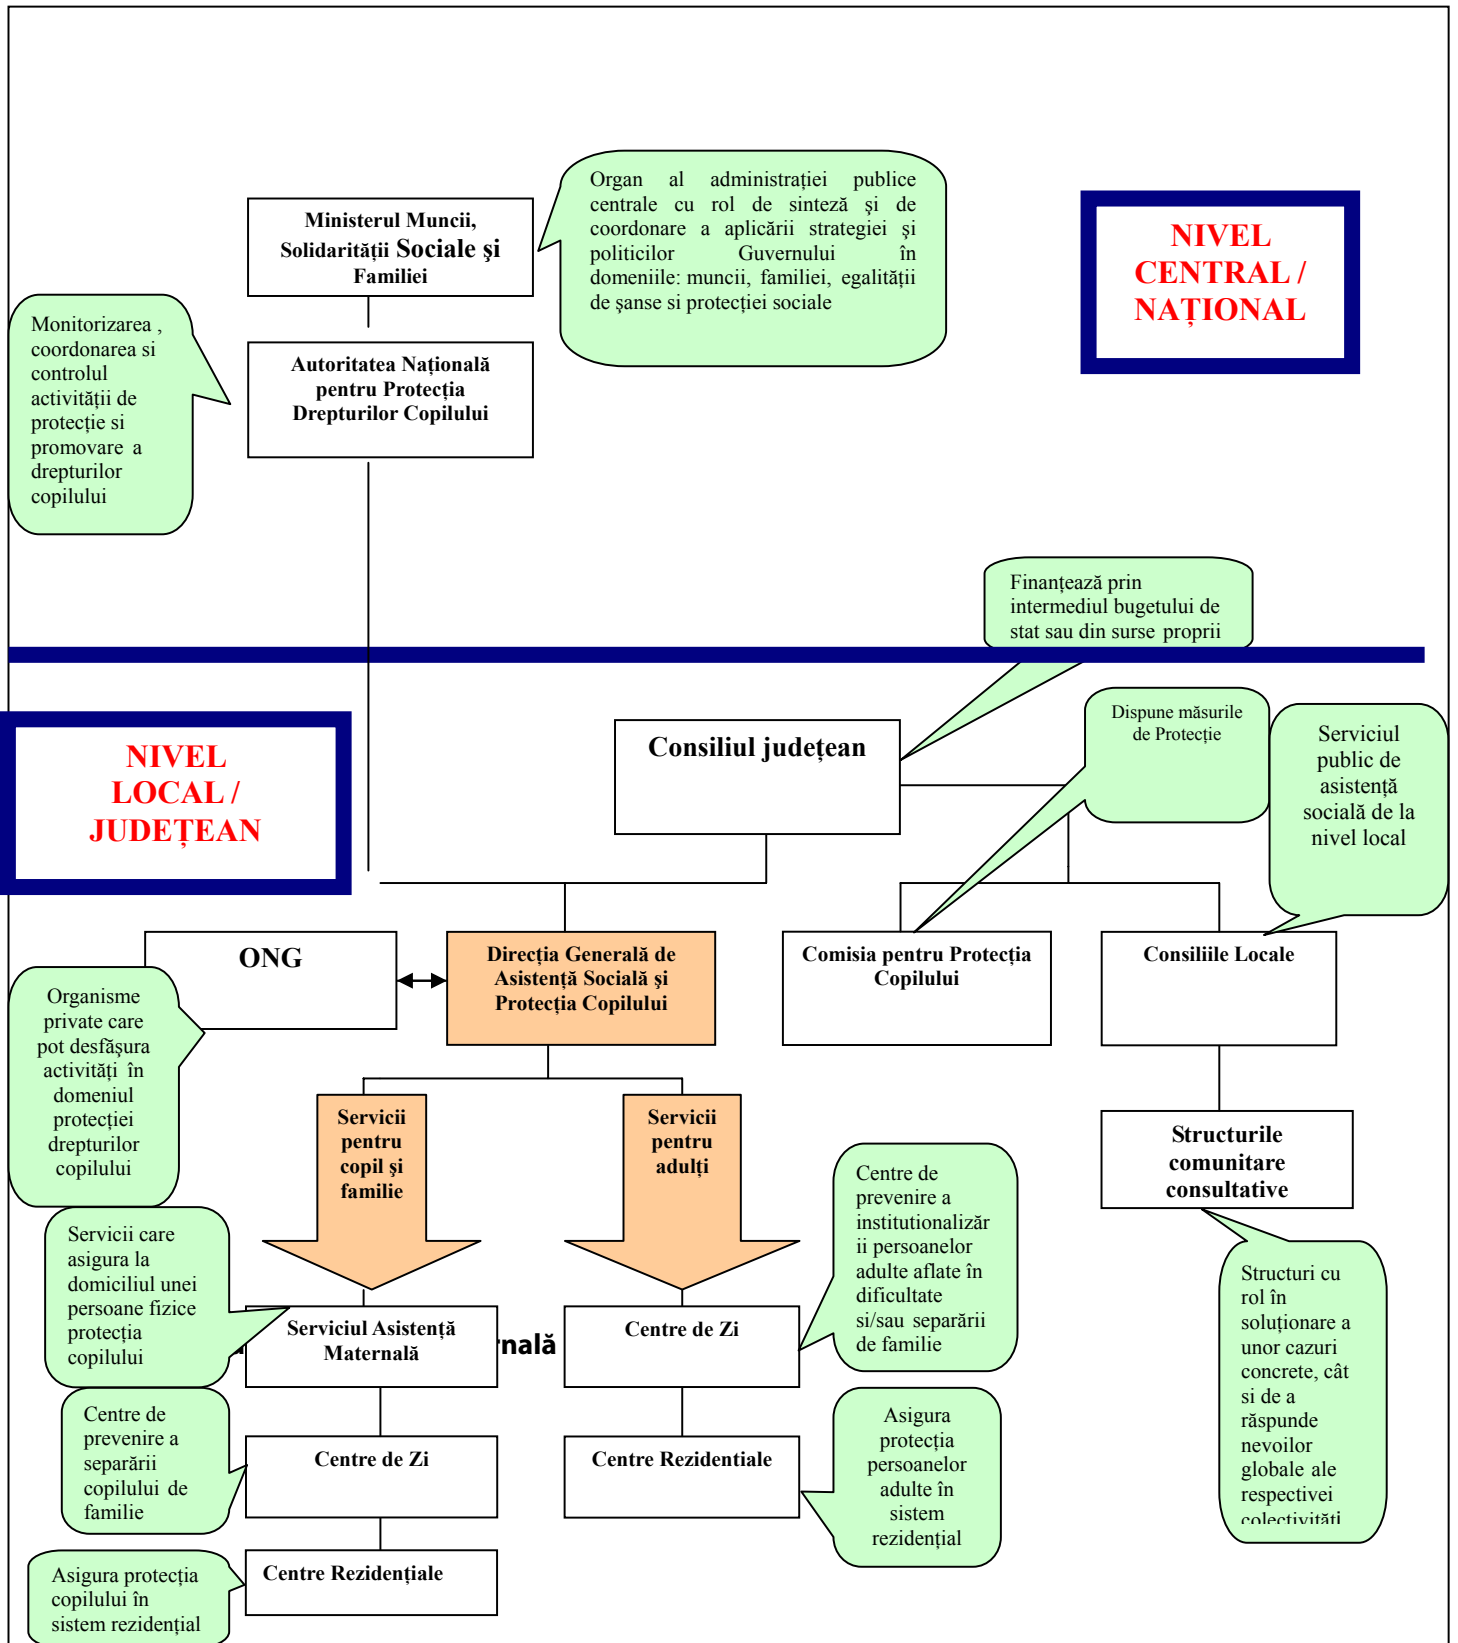 Ministerul Muncii,
Solidarității Sociale şi
Familiei
Organ al administrației publice
centrale cu rol de sinteză şi de
coordonare a aplicării strategiei şi
politicilor Guvernului în
domeniile: muncii, familiei, egalității
de şanse si protecției sociale
NIVEL
CENTRAL /
NAȚIONAL
Monitorizarea ,
coordonarea si
controlul
activității de
protecție si
promovare a
drepturilor
copilului
Autoritatea Națională
pentru Protecția
Drepturilor Copilului
Finanțează prin
intermediul bugetului de
stat sau din surse proprii
NIVEL
LOCAL /
JUDEȚEAN
Consiliul județean
Dispune măsurile
de Protecție
Serviciul
public de
asistență
socială de la
nivel local
ONG
Direcția Generală de
Asistență Socială şi
Protecția Copilului
Comisia pentru Protecția
Copilului
Consiliile Locale
Organisme
private care
pot desfăşura
activități în
domeniul
protecției
drepturilor
copilului
Servicii
pentru
copil şi
familie
Servicii
pentru
adulți
Centre de
prevenire a
institutionalizăr
ii persoanelor
adulte aflate în
dificultate
si/sau separării
de familie
Structurile
comunitare
consultative
Servicii care
asigura la
domiciliul unei
persoane fizice
protecția
copilului
Serviciul Asistență
Maternală
rnală
Centre de Zi
Structuri cu
rol în
soluționare a
unor cazuri
concrete, cât
si de a
răspunde
nevoilor
globale ale
respectivei
colectivități
Centre de
prevenire a
separării
copilului de
familie
Centre de Zi
Centre Rezidentiale
Asigura
protecția
persoanelor
adulte în
sistem
rezidențial
Asigura protecția
copilului în
sistem rezidențial
Centre Rezidențiale